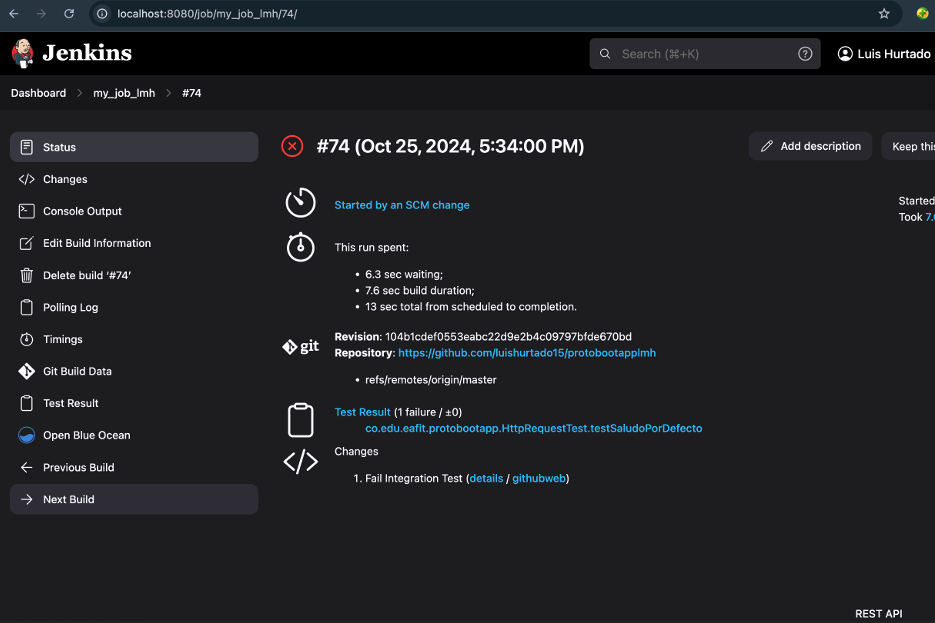 localhost:8080/job/my_job_lmh/74/
Jenkins
Search (⌘+K)
Luis Hurtado
Dashboard > my_job_lmh > #74
Status
Changes
Console Output
Edit Build Information
Delete build ‘#74’
Polling Log
Timings
Git Build Data
Test Result
Open Blue Ocean
Previous Build
Next Build
#74 (Oct 25, 2024, 5:34:00 PM)
Add description
Keep this
Started by an SCM change
Started
Took 7.
This run spent:
• 6.3 sec waiting;
• 7.6 sec build duration;
• 13 sec total from scheduled to completion.
git
Revision: 104b1cdef0553eabc22d9e2b4c09797bfde670bd
Repository: https://github.com/luishurtado15/protobootapplmh
• refs/remotes/origin/master
Test Result (1 failure / ±0)
co.edu.eafit.protobootapp.HttpRequestTest.testSaludoPorDefecto
Changes
1. Fail Integration Test (details / githubweb)
REST API